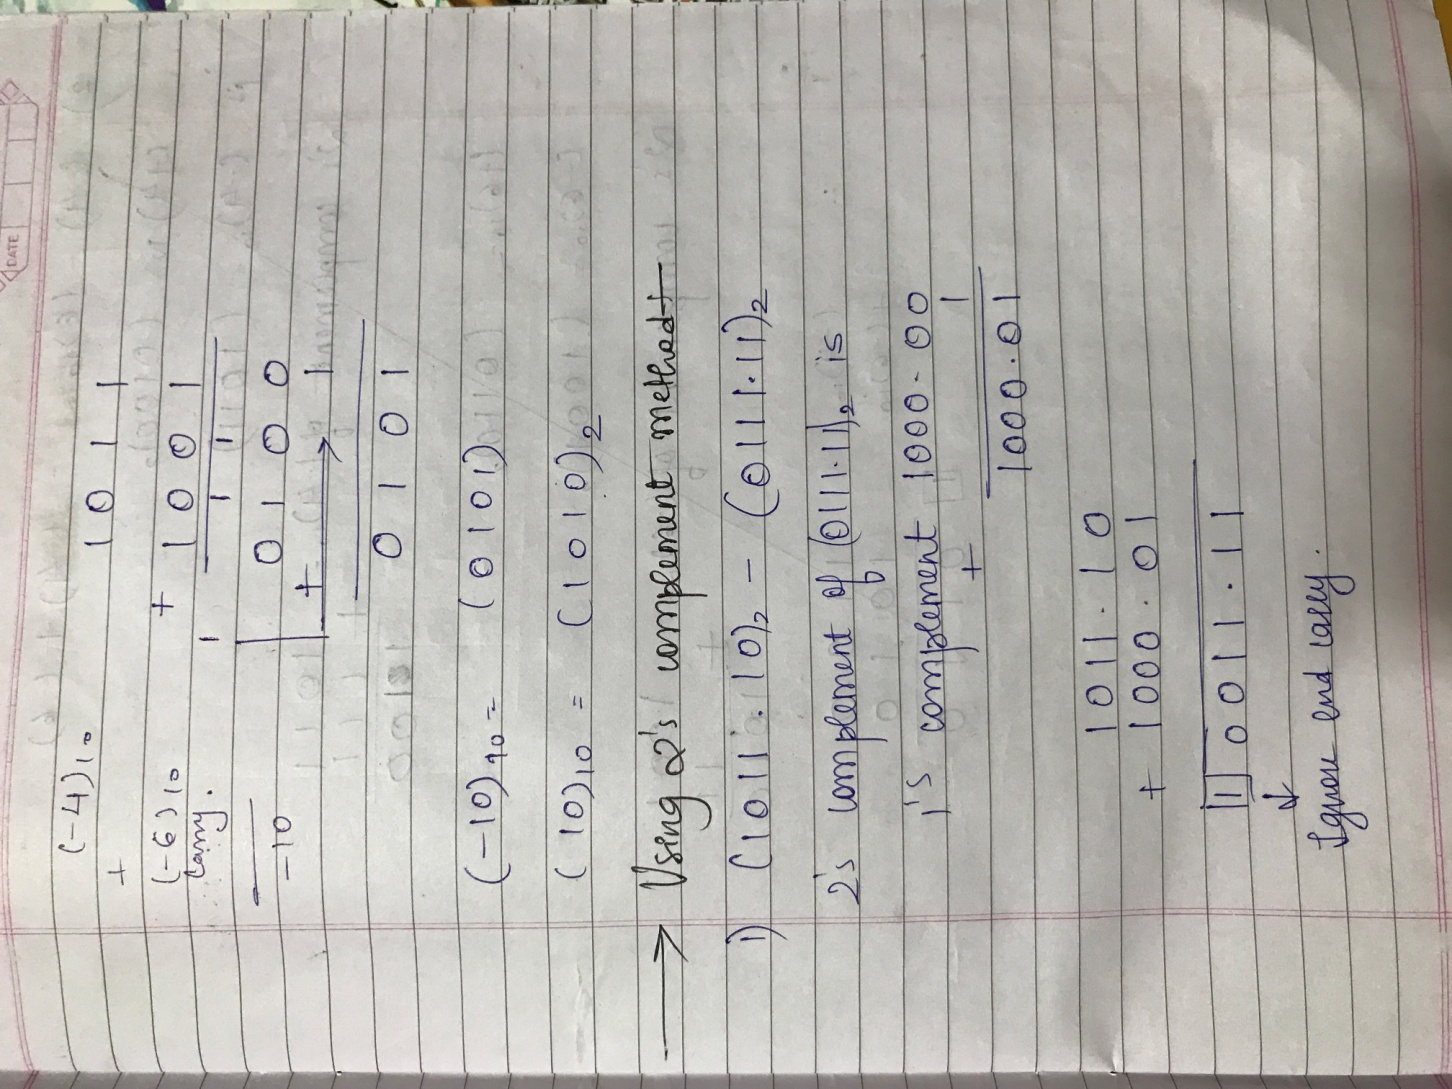 DATE
(-4)10 1 0 1 1
+ +
(-6)10 1 0 0 1
Carry. 1 1 1
-10 0 1 0 0
+ 1
0 1 0 1
(-10)10 = (0101)
(10)10 = (1010)2
→ Using 2's complement method
1) (1011.10)2 - (0111.11)2
2's complement of (0111.11)2 is
1's complement 1000.00
+ 1
1000.01
1011.10
+ 1000.01
1 0011.11
↓
Ignore end carry.